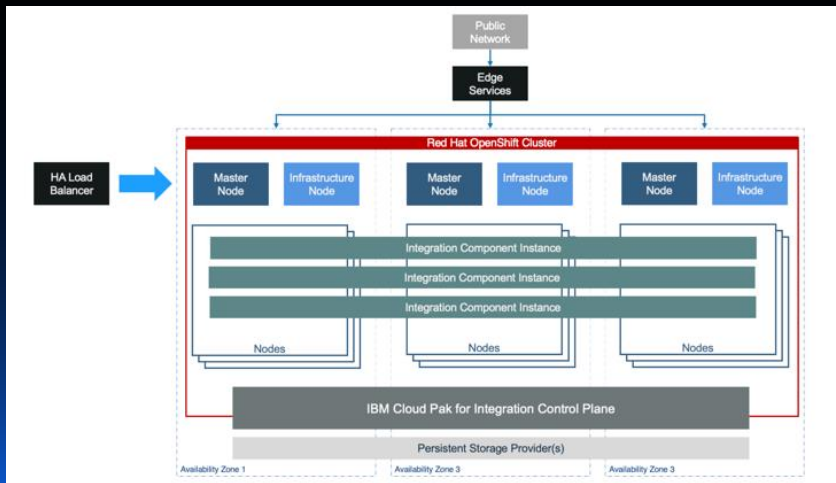 Public
Network
Edge
Services
Red Hat OpenShift Cluster
HA Load
Balancer
Master
Node
Infrastructure
Node
Master
Node
Infrastructure
Node
Master
Node
Infrastructure
Node
Integration Component Instance
Integration Component Instance
Integration Component Instance
Nodes
Nodes
Nodes
IBM Cloud Pak for Integration Control Plane
Persistent Storage Provider(s)
Availability Zone 1
Availability Zone 3
Availability Zone 3